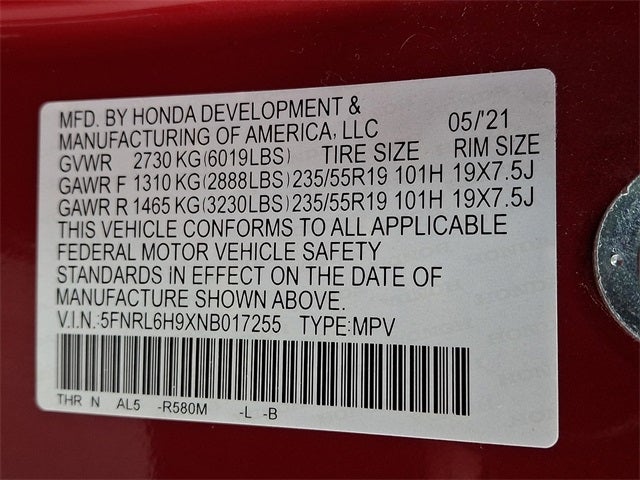 MFD. BY HONDA DEVELOPMENT &
MANUFACTURING OF AMERICA, LLC 05/'21
GVWR 2730 KG(6019LBS) TIRE SIZE RIM SIZE
GAWR F 1310 KG(2888LBS)235/55R19 101H 19X7.5J
GAWR R 1465 KG(3230LBS)235/55R19 101H 19X7.5J
THIS VEHICLE CONFORMS TO ALL APPLICABLE
FEDERAL MOTOR VEHICLE SAFETY
STANDARDS IN EFFECT ON THE DATE OF
MANUFACTURE SHOWN ABOVE.
V.I.N.:5FNRL6H9XNB017255 TYPE:MPV
THR N AL5 -R580M -L -B